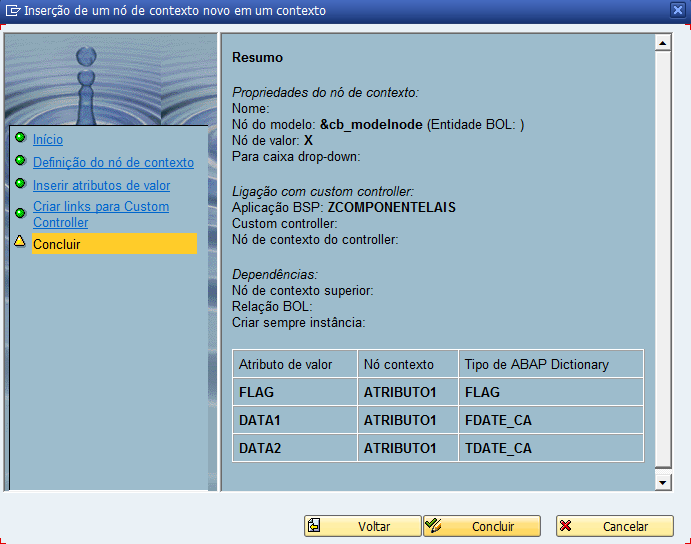 Inserção de um nó de contexto novo em um contexto
Início
Definição do nó de contexto
Inserir atributos de valor
Criar links para Custom
Controller
Concluir
Resumo
Propriedades do nó de contexto:
Nome:
Nó do modelo: &cb_modelnode (Entidade BOL: )
Nó de valor: X
Para caixa drop-down:
Ligação com custom controller:
Aplicação BSP: ZCOMPONENTELAIS
Custom controller:
Nó de contexto do controller:
Dependências:
Nó de contexto superior:
Relação BOL:
Criar sempre instância:
Atributo de valor Nó contexto Tipo de ABAP Dictionary
FLAG ATRIBUTO1 FLAG
DATA1 ATRIBUTO1 FDATE_CA
DATA2 ATRIBUTO1 TDATE_CA
Voltar Concluir Cancelar